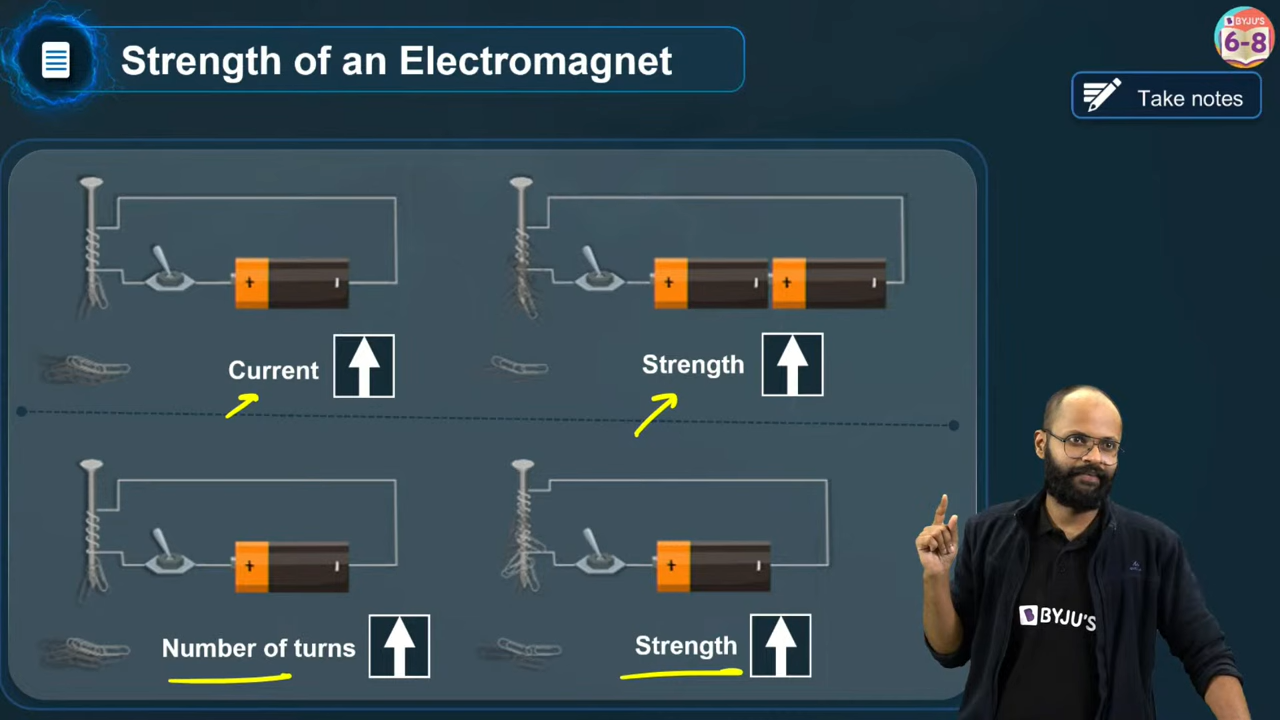 Strength of an Electromagnet
BYJU'S
6-8
Take notes
+
+
+
Current
Strength
+
+
Number of turns
Strength
BYJU'S